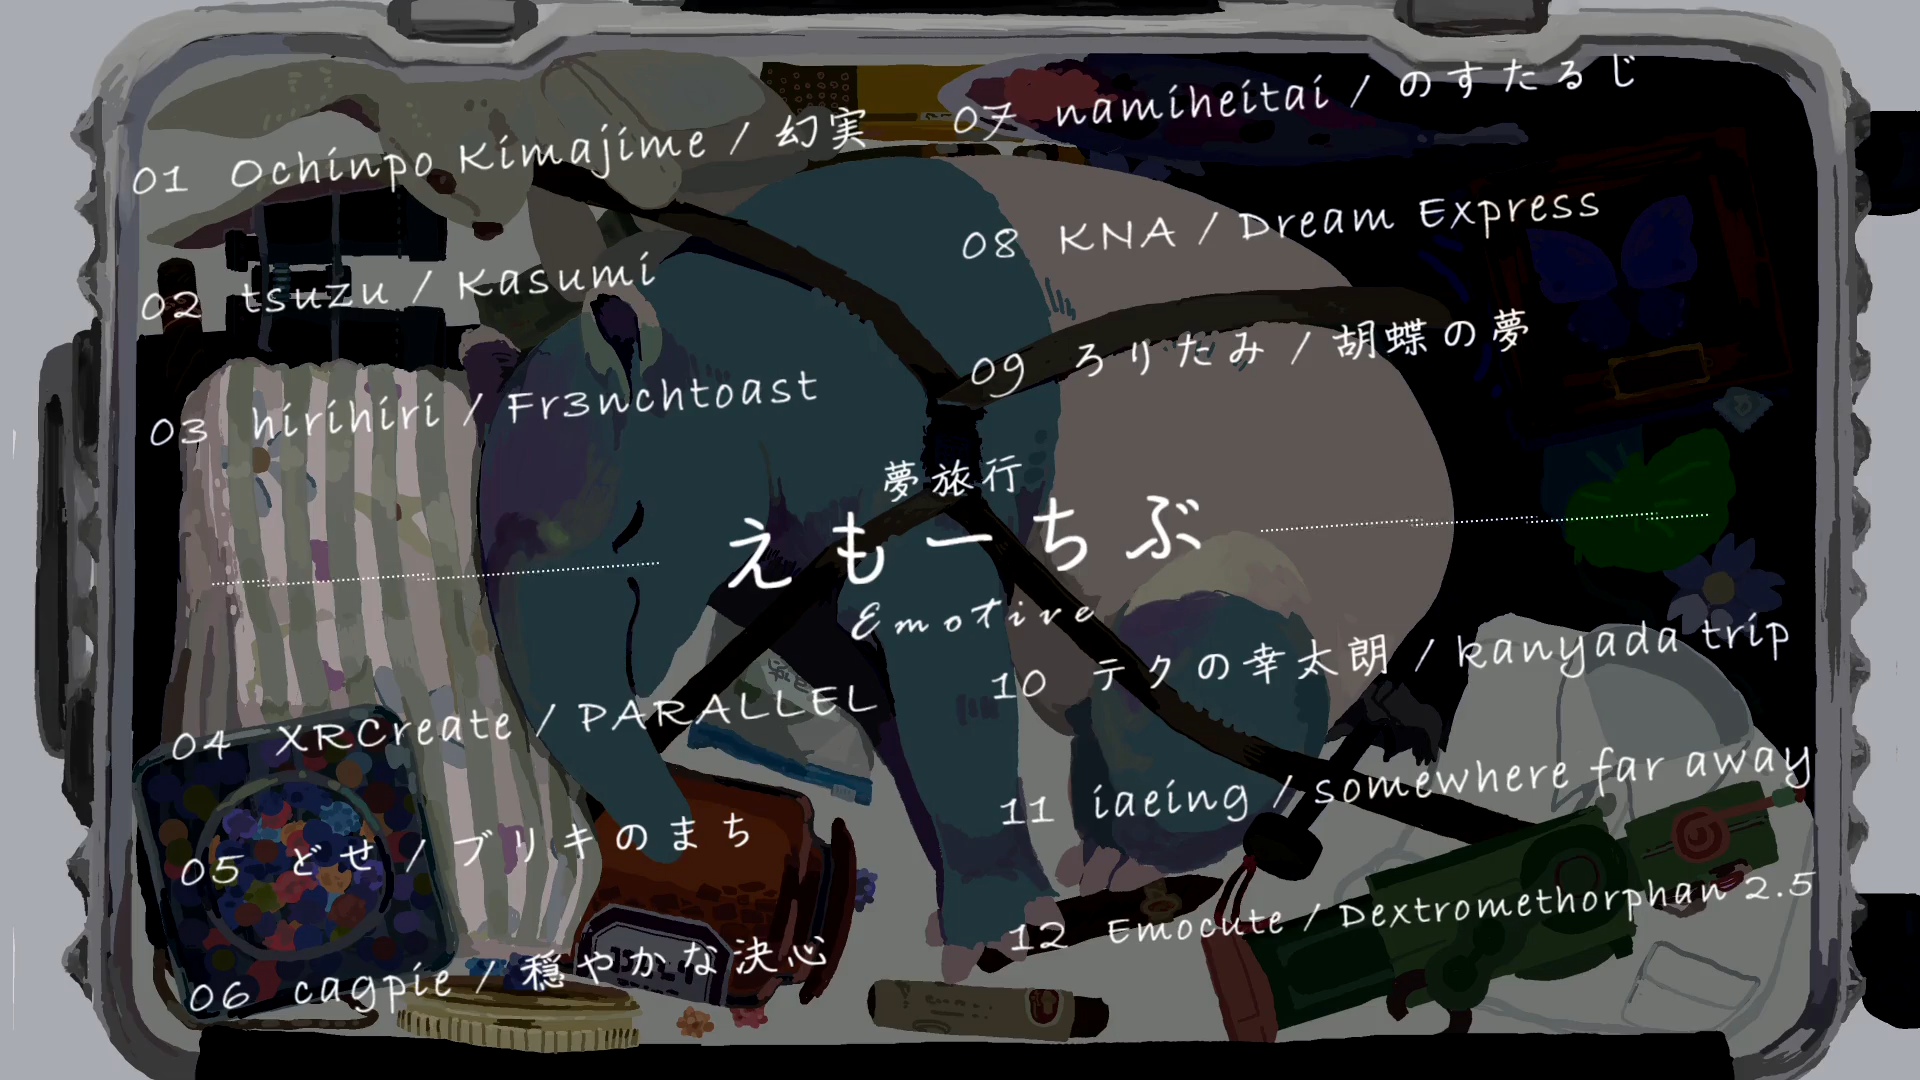 01 Ochinpo Kimajime / 幻実
02 tsuzu / Kasumi
03 hirihiri / Fr3nchtoast
07 namiheitai / のすたるじ
08 KNA / Dream Express
09 ろりたみ / 胡蝶の夢
夢旅行
えもーちぶ
Emotive
04 XRCreate / PARALLEL
05 どせ / ブリキのまち
06 cagpie / 穏やかな決心
10 テクの幸太朗 / kanyada trip
11 iaeing / somewhere far away
12 Emocute / Dextromethorphan 2.5